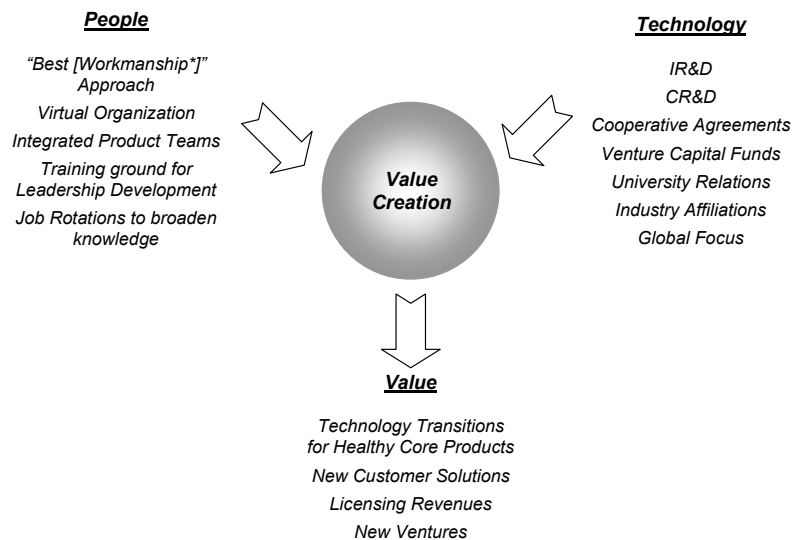 People
“Best [Workmanship*]”
Approach
Virtual Organization
Integrated Product Teams
Training ground for
Leadership Development
Job Rotations to broaden
knowledge
Technology
IR&D
CR&D
Cooperative Agreements
Venture Capital Funds
University Relations
Industry Affiliations
Global Focus
Value
Creation
Value
Technology Transitions
for Healthy Core Products
New Customer Solutions
Licensing Revenues
New Ventures